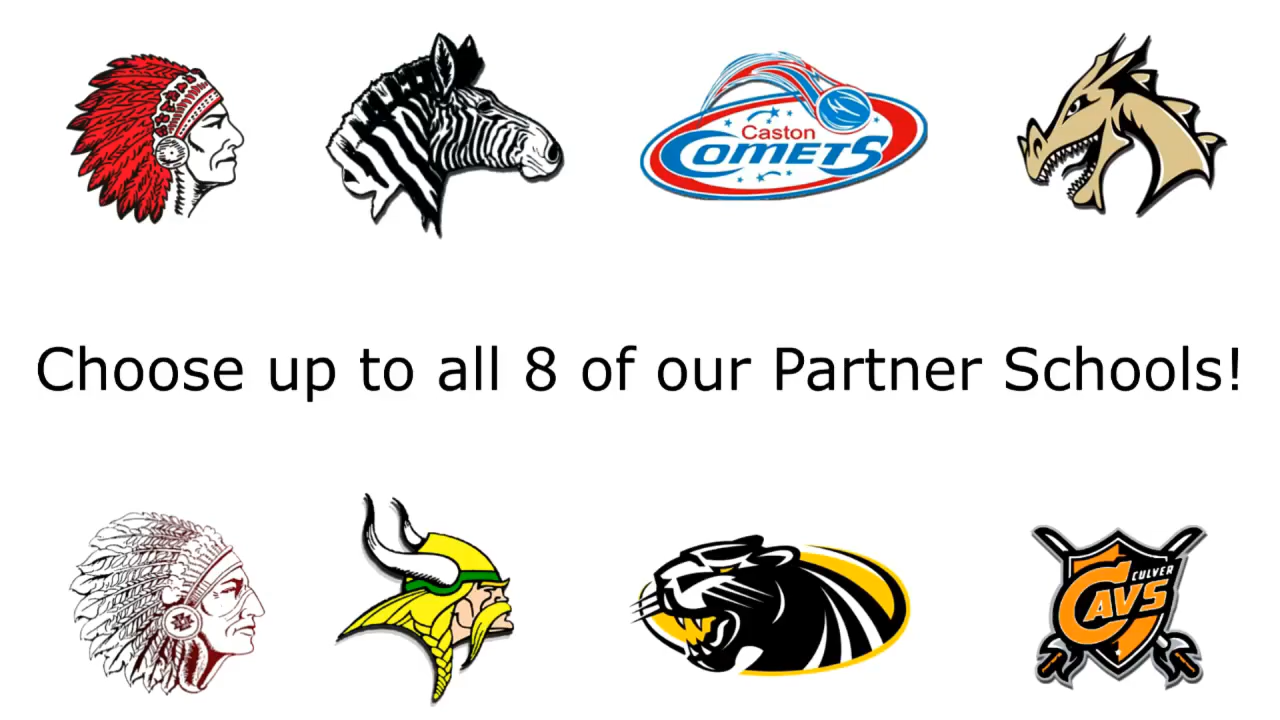 Caston
COMETS
Choose up to all 8 of our Partner Schools!
CULVER
CAVS